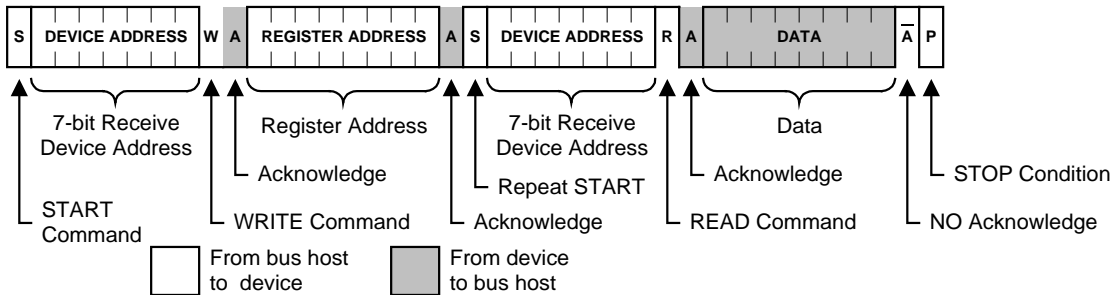 S DEVICE ADDRESS W A REGISTER ADDRESS A S DEVICE ADDRESS R A DATA A̅ P
7-bit Receive Device Address
Register Address
7-bit Receive Device Address
Data
Acknowledge
Repeat START
Acknowledge
STOP Condition
START Command
WRITE Command
Acknowledge
READ Command
NO Acknowledge
From bus host to device
From device to bus host